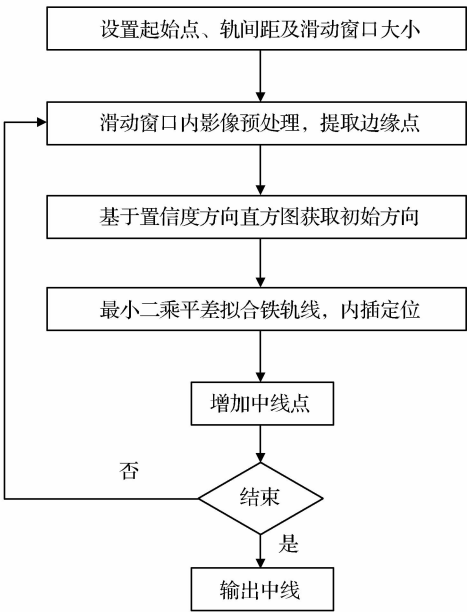 设置起始点、轨间距及滑动窗口大小
滑动窗口内影像预处理，提取边缘点
基于置信度方向直方图获取初始方向
最小二乘平差拟合铁轨线，内插定位
增加中线点
否
结束
是
输出中线